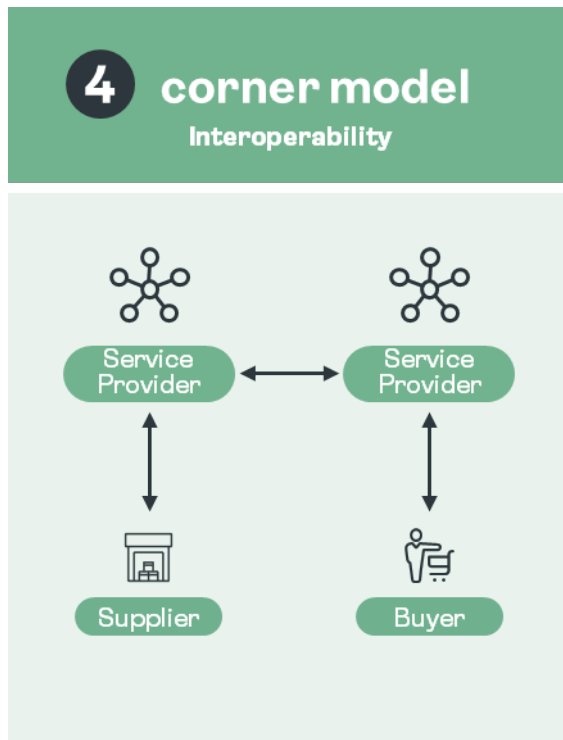 4 corner model
Interoperability
Service Service
Provider Provider
Supplier Buyer